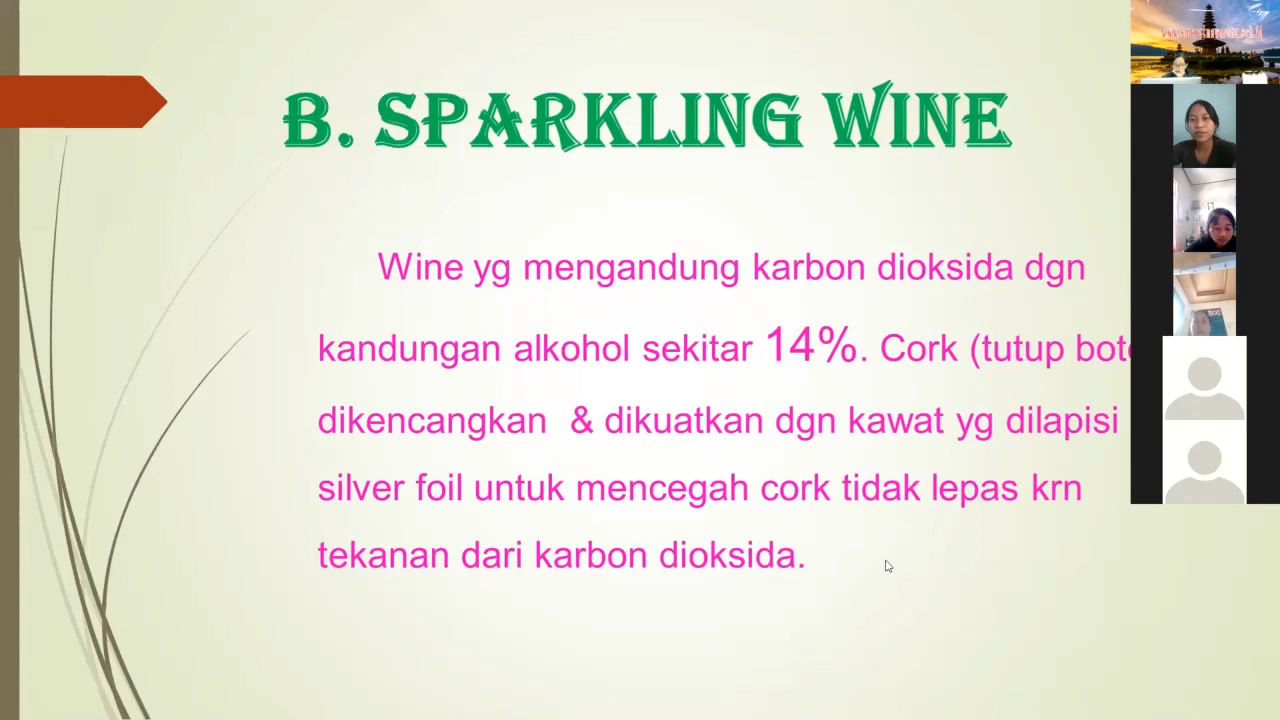 B. SPARKLING WINE
Wine yg mengandung karbon dioksida dgn
kandungan alkohol sekitar 14%. Cork (tutup
dikencangkan & dikuatkan dgn kawat yg dilapisi
silver foil untuk mencegah cork tidak lepas krn
tekanan dari karbon dioksida.